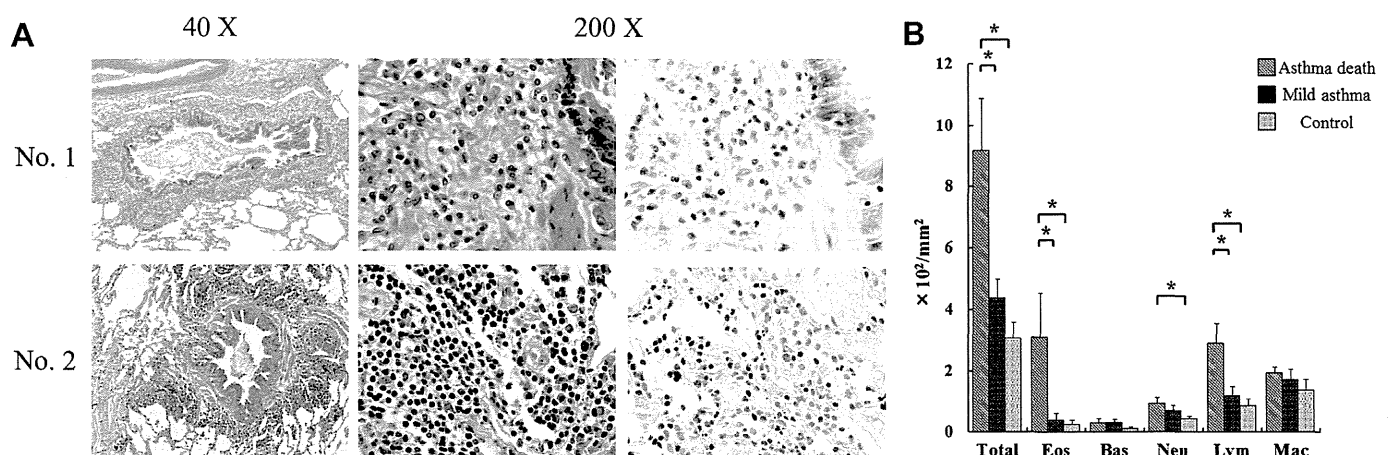 A
40 X
200 X
No. 1
No. 2
B
* 
*
12
10
8
6
4
2
0
× 10²/mm²
*
*
*
*
*
Asthma death
Mild asthma
Control
Total Eos Bas Neu Lym Mac